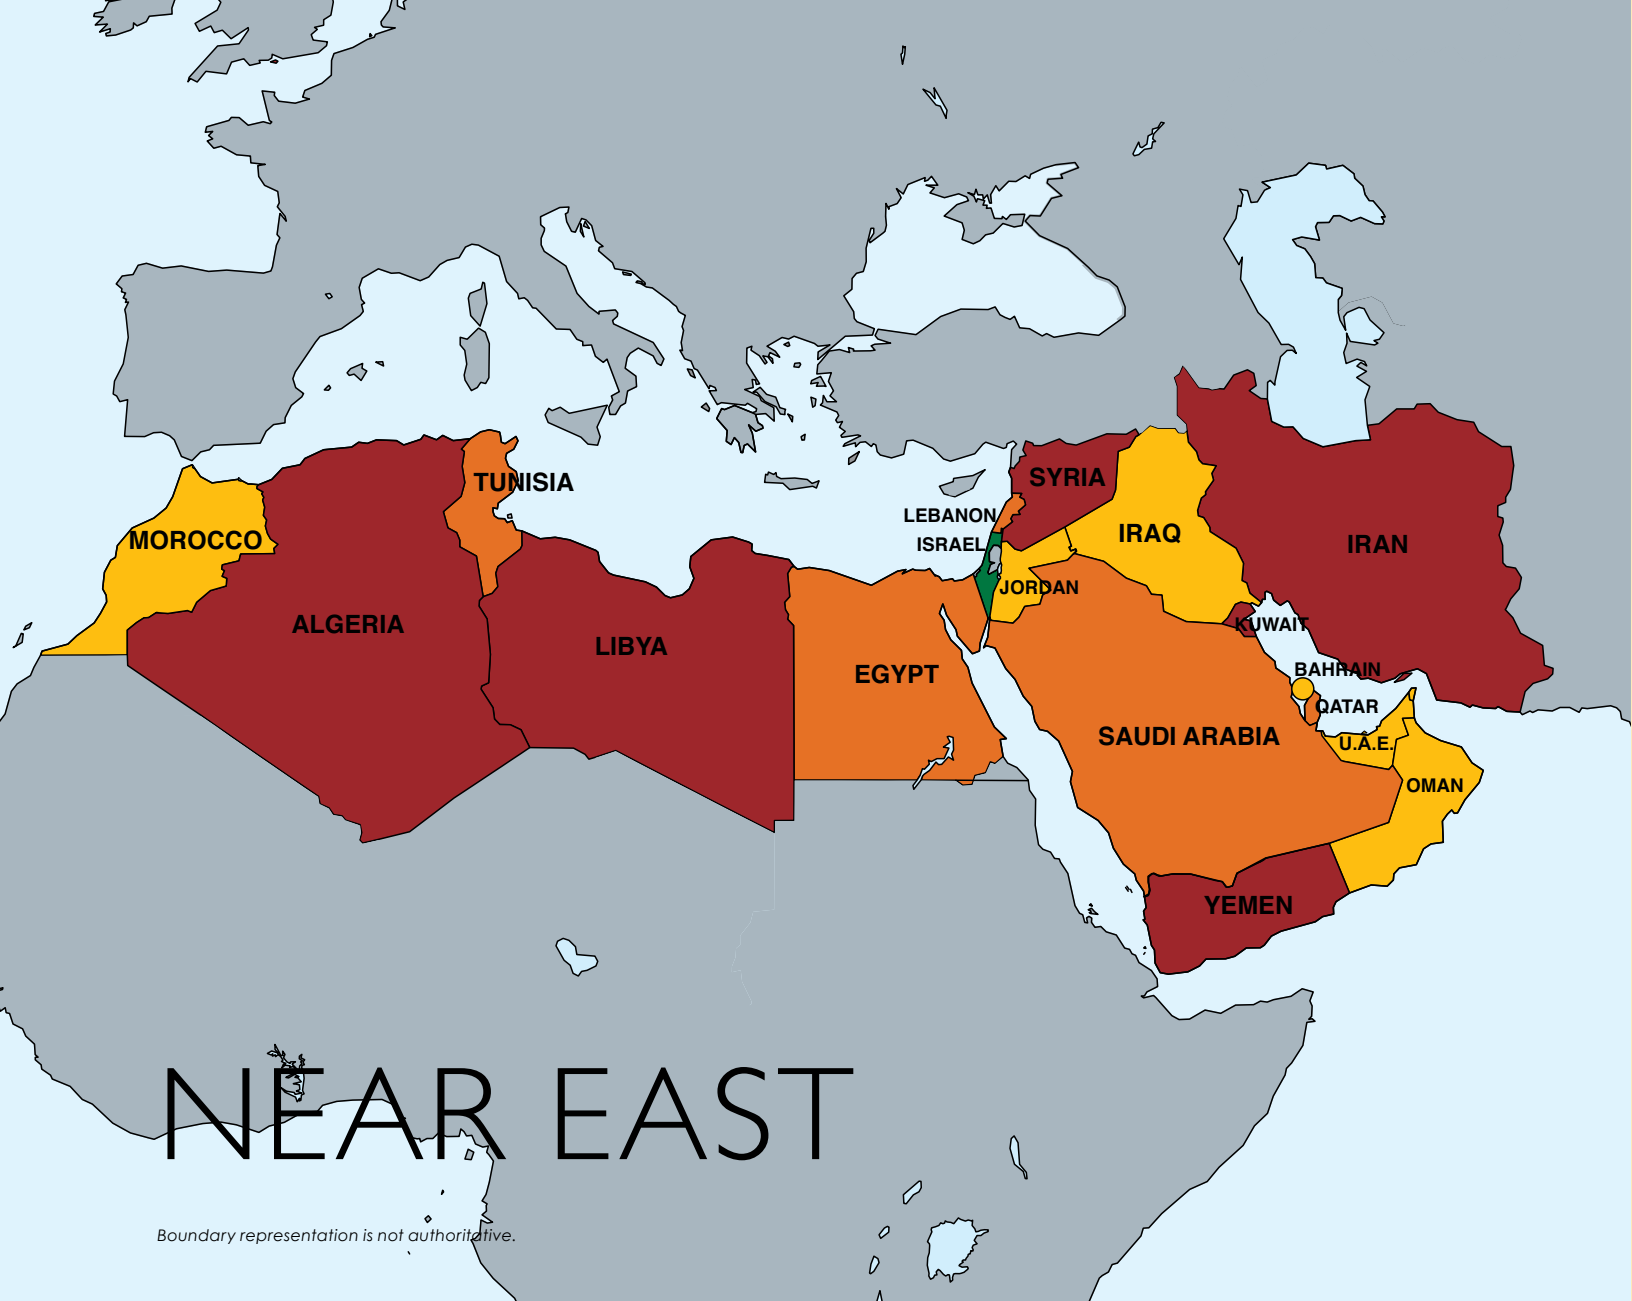 TUNISIA
SYRIA
LEBANON
IRAQ
MOROCCO
ISRAEL
IRAN
JORDAN
ALGERIA
KUWAIT
LIBYA
BAHRAIN
EGYPT
QATAR
SAUDI ARABIA
U.A.E.
OMAN
YEMEN
NEAR EAST
Boundary representation is not authoritative.